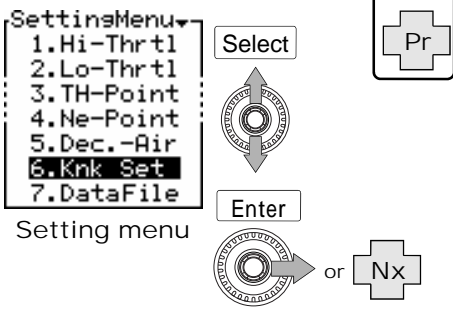 SettingMenu
1.Hi-Thrtl
2.Lo-Thrtl
3.TH-Point
4.Ne-Point
5.Dec.-Air
6.Knk Set
7.DataFile
Setting menu
Select
Pr
Enter
or
Nx